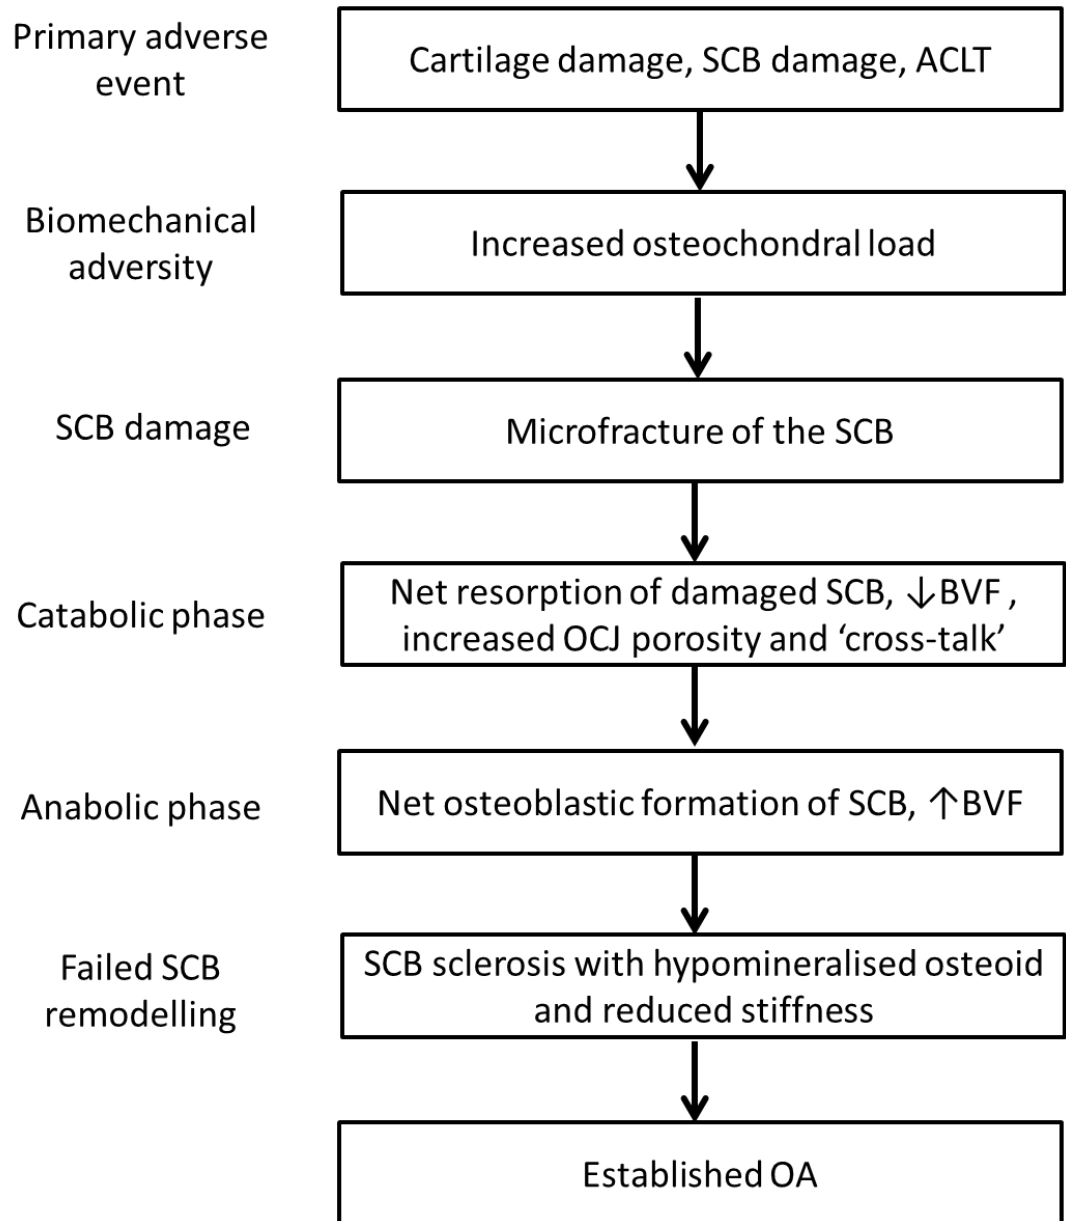 Primary adverse
event
Cartilage damage, SCB damage, ACLT
Biomechanical
adversity
Increased osteochondral load
SCB damage
Microfracture of the SCB
Catabolic phase
Net resorption of damaged SCB, ↓BVF ,
increased OCJ porosity and ‘cross-talk’
Anabolic phase
Net osteoblastic formation of SCB, ↑BVF
Failed SCB
remodelling
SCB sclerosis with hypomineralised osteoid
and reduced stiffness
Established OA